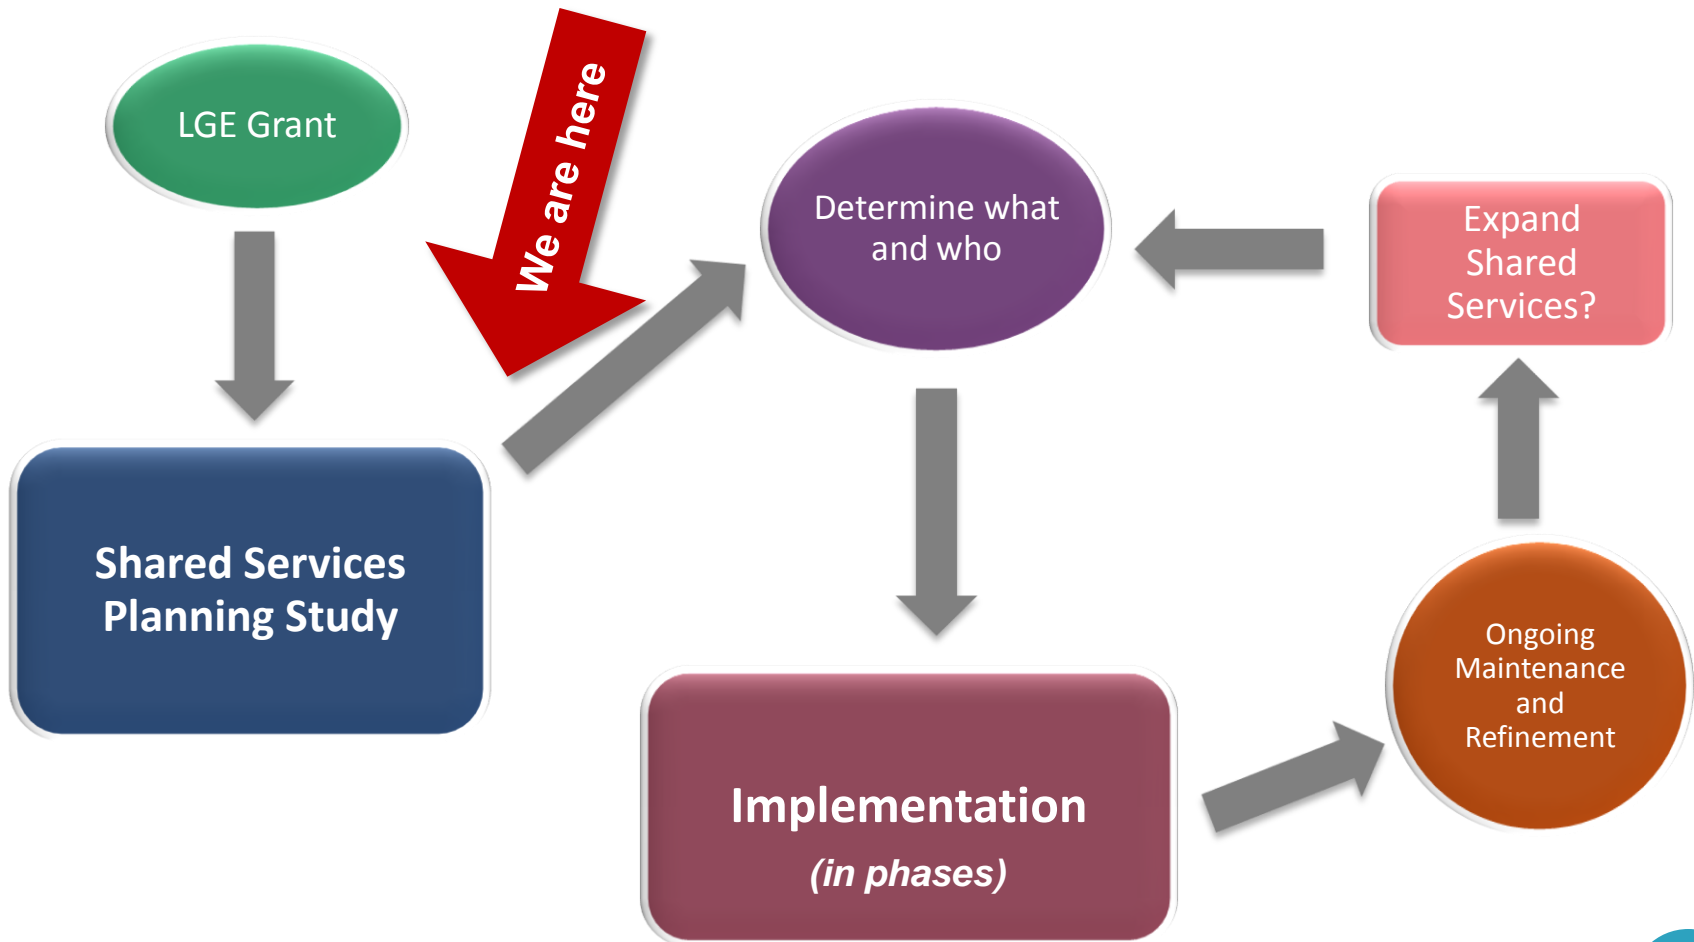 LGE Grant
We are here
Determine what
and who
Expand
Shared
Services?
Shared Services
Planning Study
Ongoing
Maintenance
and
Refinement
Implementation
(in phases)